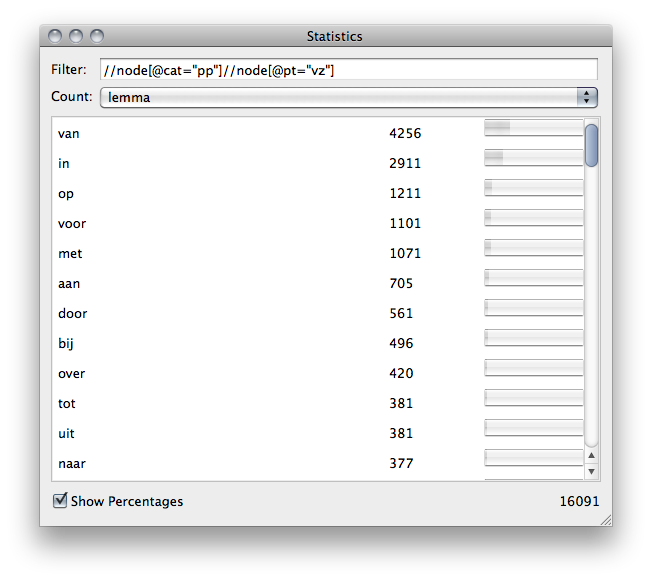 Statistics
Filter: //node[@cat="pp"]//node[@pt="vz"]
Count: lemma
van 4256
in 2911
op 1211
voor 1101
met 1071
aan 705
door 561
bij 496
over 420
tot 381
uit 381
naar 377
Show Percentages 16091